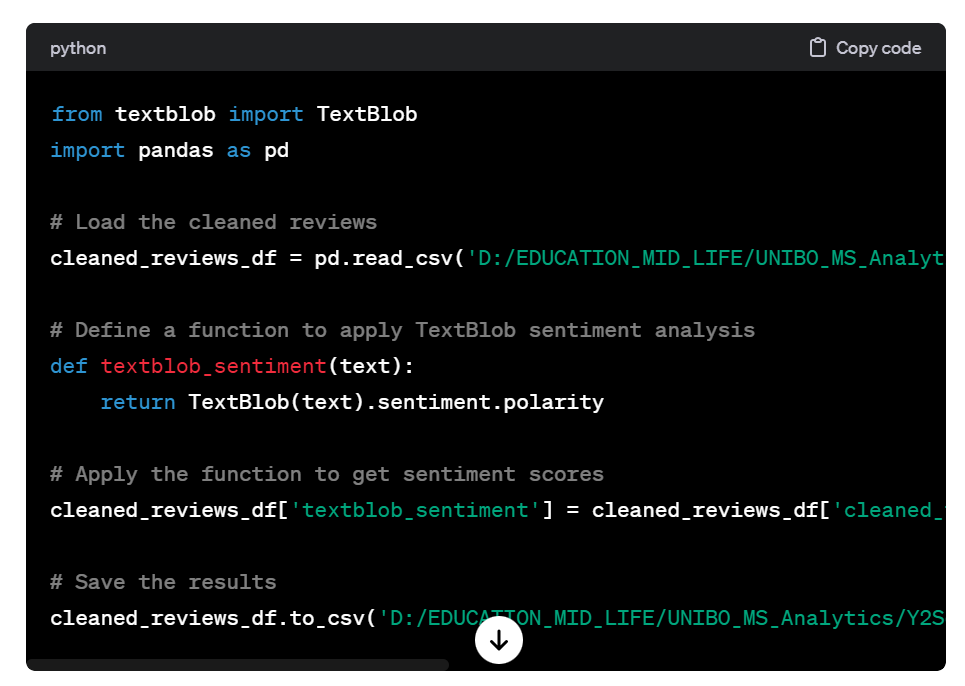 python
Copy code
from textblob import TextBlob
import pandas as pd
# Load the cleaned reviews
cleaned_reviews_df = pd.read_csv('D:/EDUCATION_MID_LIFE/UNIBO_MS_Analyt
# Define a function to apply TextBlob sentiment analysis
def textblob_sentiment(text):
    return TextBlob(text).sentiment.polarity
# Apply the function to get sentiment scores
cleaned_reviews_df['textblob_sentiment'] = cleaned_reviews_df['cleaned_
# Save the results
cleaned_reviews_df.to_csv('D:/EDUCATION_MID_LIFE/UNIBO_MS_Analytics/Y2S